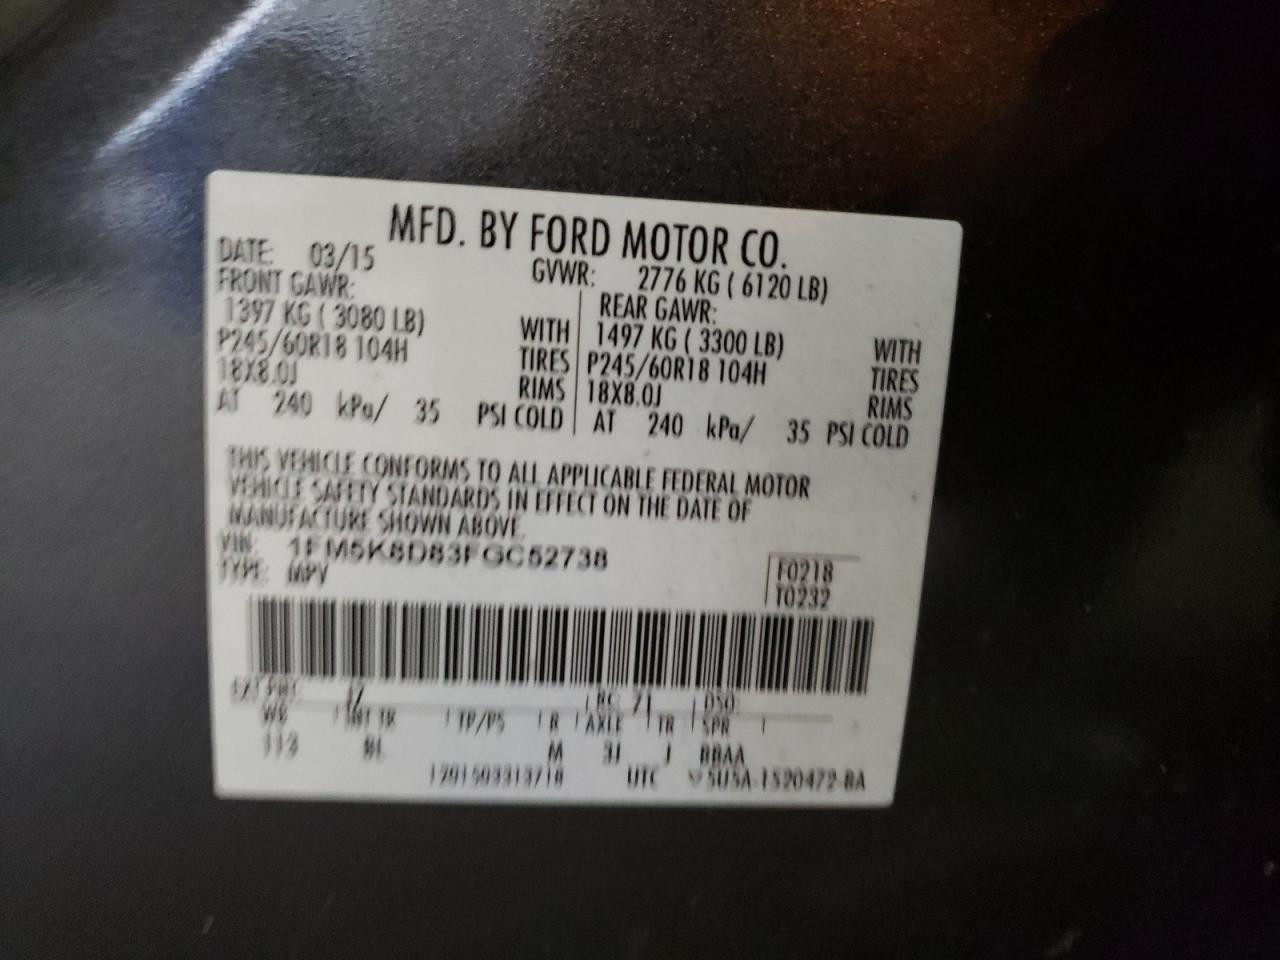 MFD. BY FORD MOTOR CO.
DATE: 03/15 GVWR: 2776 KG ( 6120 LB)
FRONT GAWR: REAR GAWR:
1397 KG ( 3080 LB) WITH 1497 KG ( 3300 LB) WITH
P245/60R18 104H TIRES P245/60R18 104H TIRES
18X8.0J RIMS 18X8.0J RIMS
AT 240 kPa/ 35 PSI COLD AT 240 kPa/ 35 PSI COLD
THIS VEHICLE CONFORMS TO ALL APPLICABLE FEDERAL MOTOR
VEHICLE SAFETY STANDARDS IN EFFECT ON THE DATE OF
MANUFACTURE SHOWN ABOVE.
VIN: 1FM5K8D83FGC52738
TYPE: MPV
F0218
T0232
EXT PNT: RC: 71 DSO:
WB INT TR TP/PS R AXLE TR SPR
113 BL M 3J J BBAA
UTC 5U5A-1520472-BA